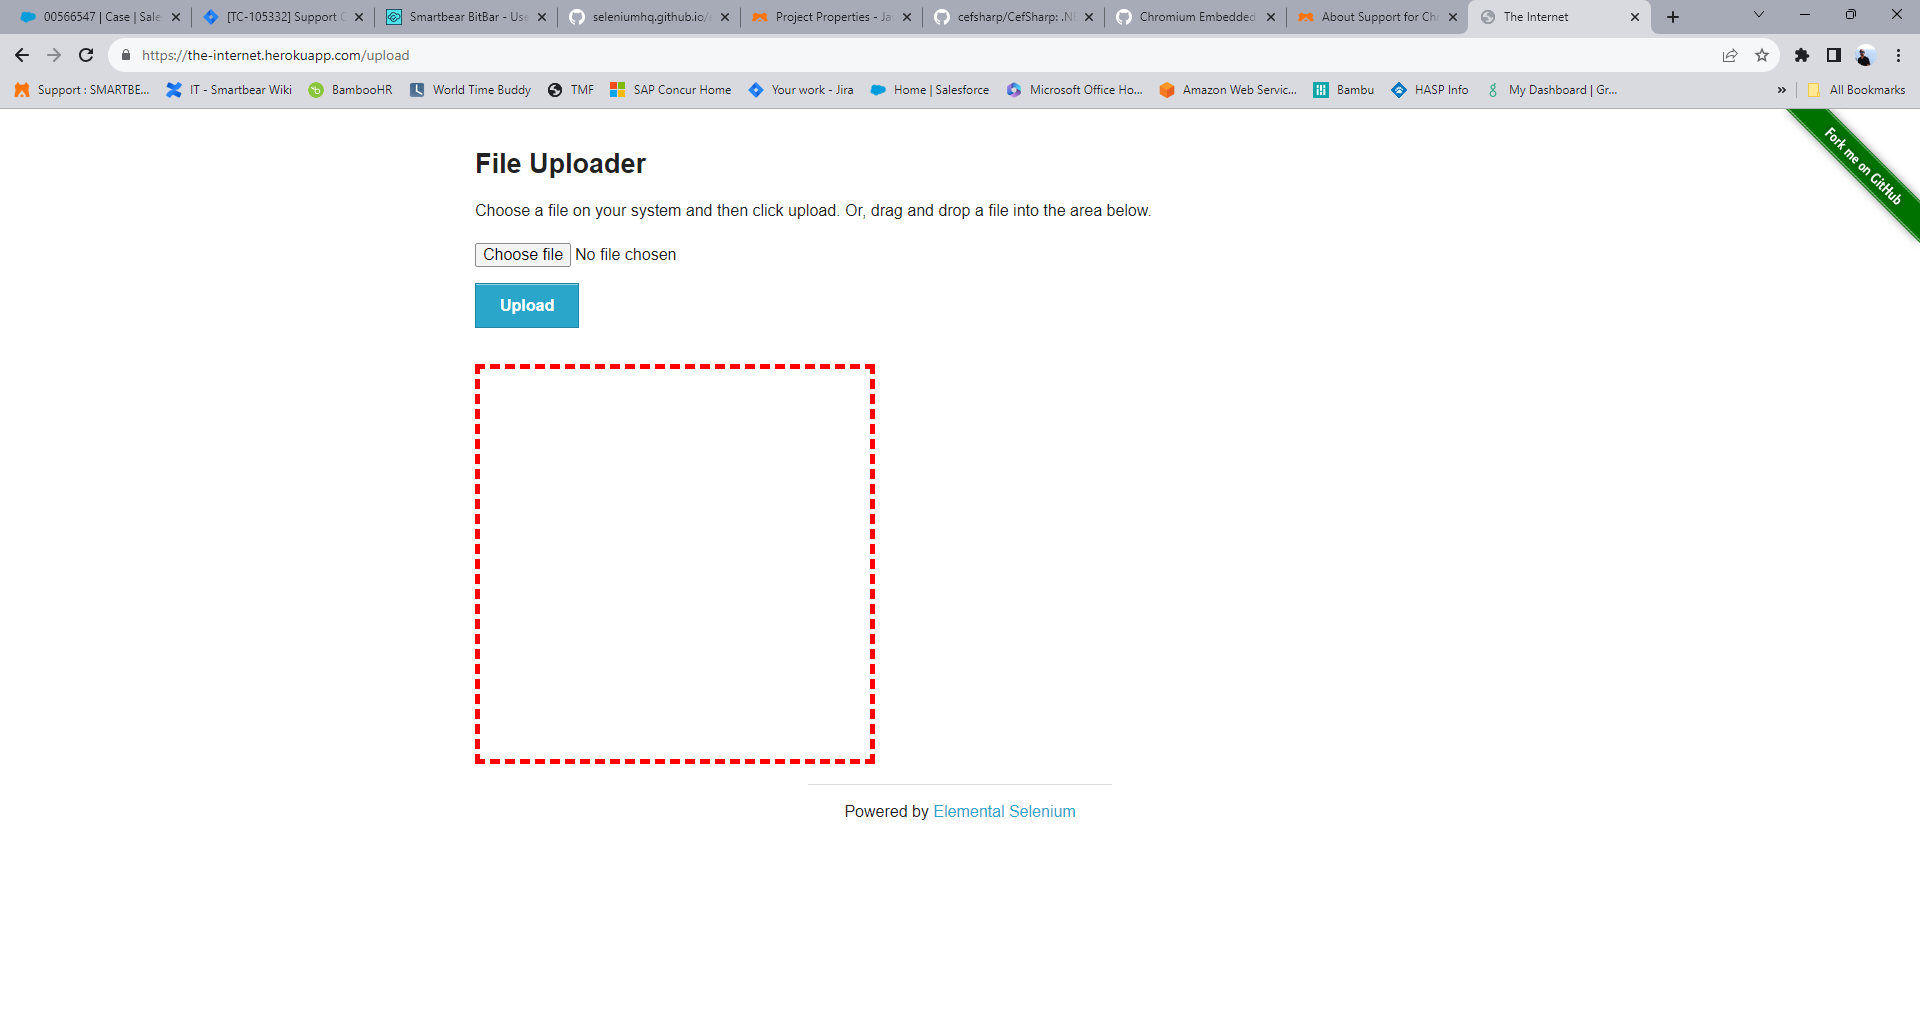 00566547 | Case | Sale
[TC-105332] Support C
Smartbear BitBar - Use
seleniumhq.github.io/
Project Properties - Ja
cefsharp/CefSharp: .N
Chromium Embedded
About Support for Ch
The Internet
https://the-internet.herokuapp.com/upload
Support : SMARTBE...
IT - Smartbear Wiki
BambooHR
World Time Buddy
TMF
SAP Concur Home
Your work - Jira
Home | Salesforce
Microsoft Office Ho...
Amazon Web Servic...
Bambu
HASP Info
My Dashboard | Gr...
»
All Bookmarks
Fork me on GitHub
File Uploader
Choose a file on your system and then click upload. Or, drag and drop a file into the area below.
Choose file No file chosen
Upload
Powered by Elemental Selenium